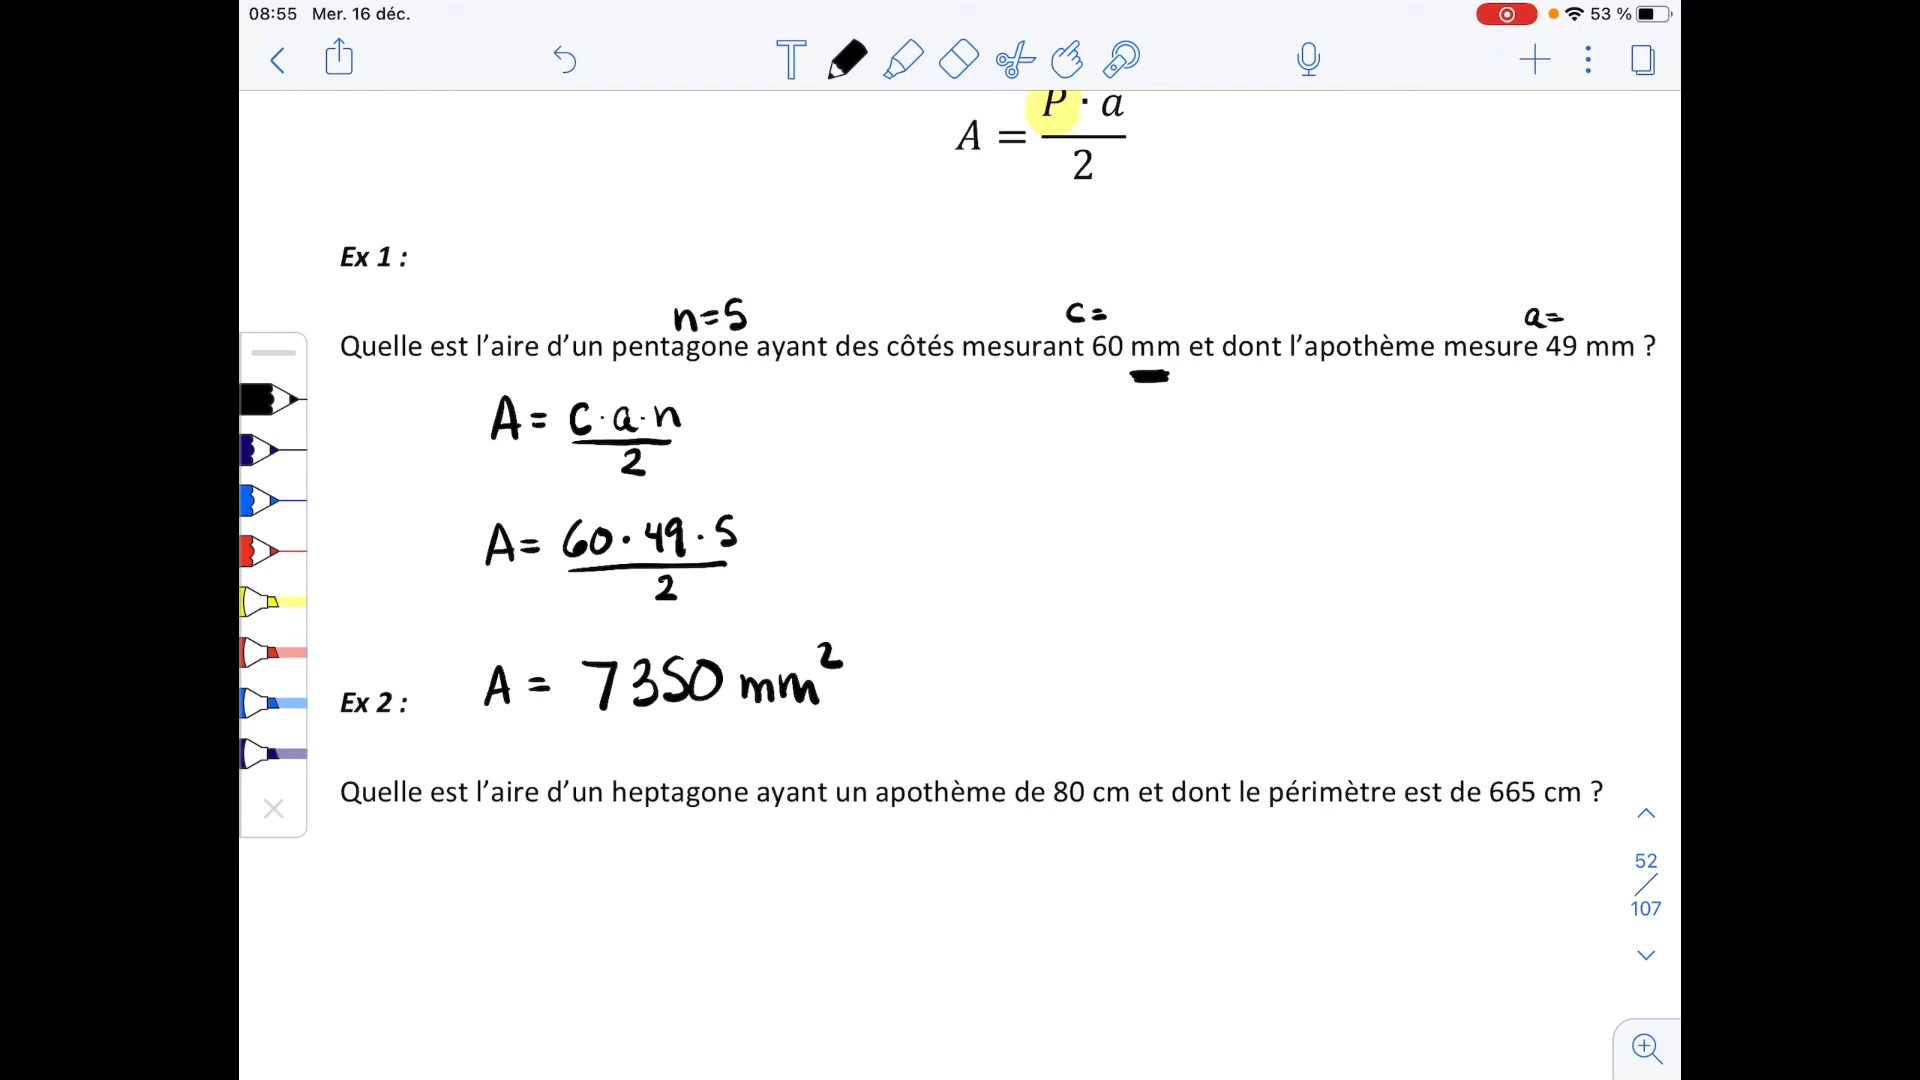 08:55 Mer. 16 déc.
53 %
T
A = P · a / 2
Ex 1 :
n=5 c= a=
Quelle est l’aire d’un pentagone ayant des côtés mesurant 60 mm et dont l’apothème mesure 49 mm ?
A = c·a·n / 2
A = 60·49·5 / 2
A = 7350 mm²
Ex 2 :
Quelle est l’aire d’un heptagone ayant un apothème de 80 cm et dont le périmètre est de 665 cm ?
52
107